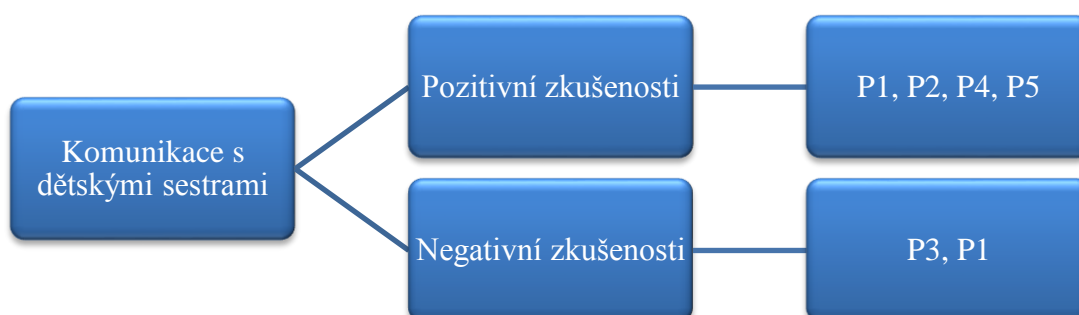 Komunikace s
dětskými sestrami
Pozitivní zkušenosti
P1, P2, P4, P5
Negativní zkušenosti
P3, P1